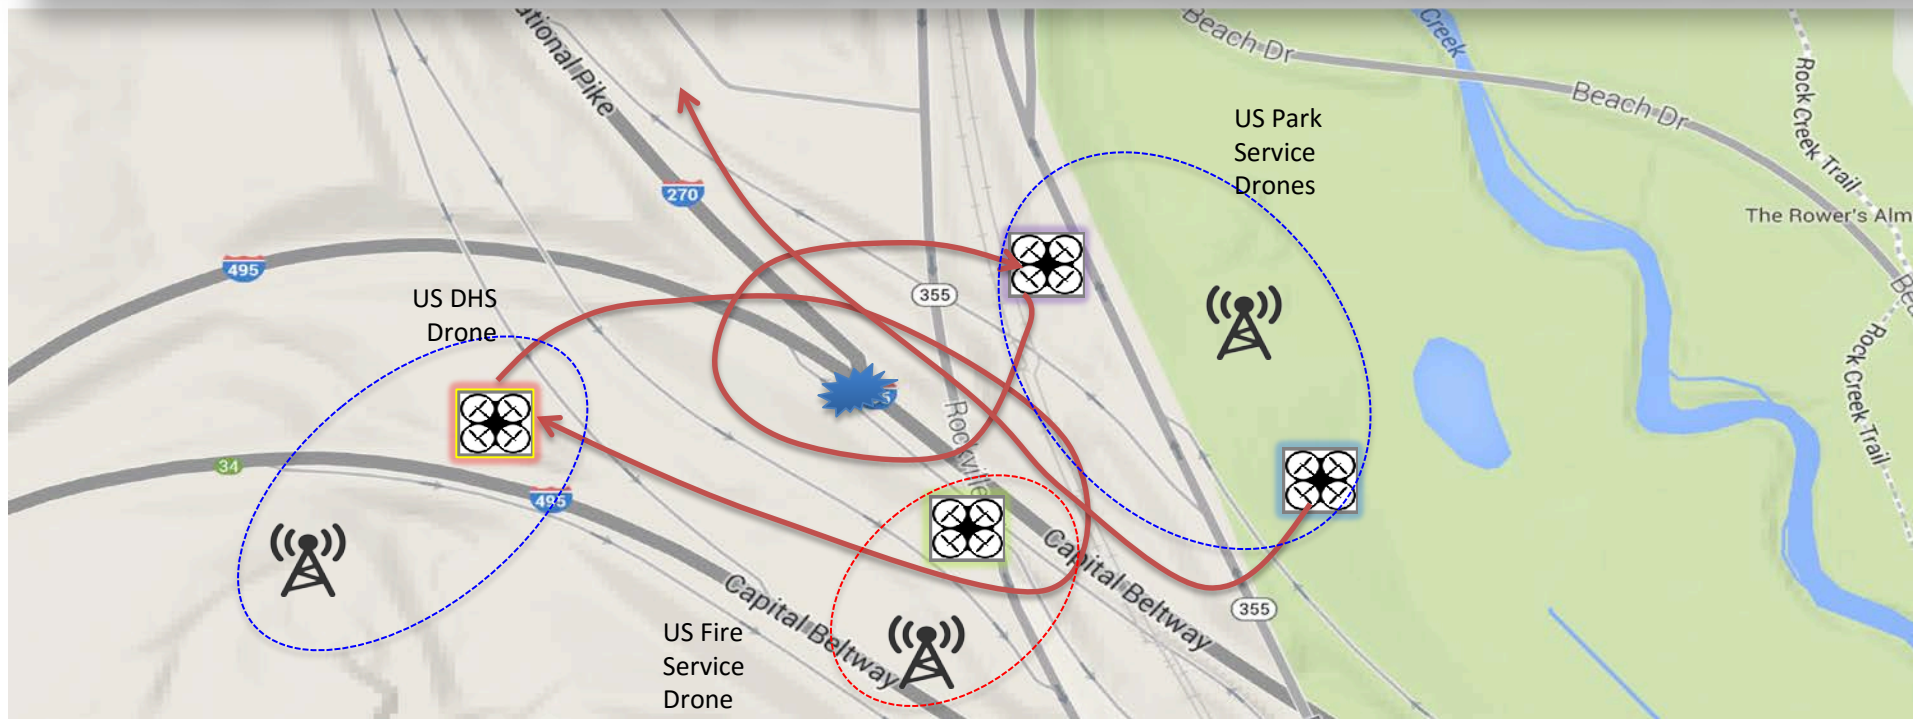 ational Pike
Beach Dr
Creek
Beach Dr
Rock Creek Trail
US Park
Service
Drones
270
The Rower's Alm
495
US DHS
Drone
355
Rock Creek Trail
Rockville
34
495
Capital Beltway
Capital Beltway
355
US Fire
Service
Drone